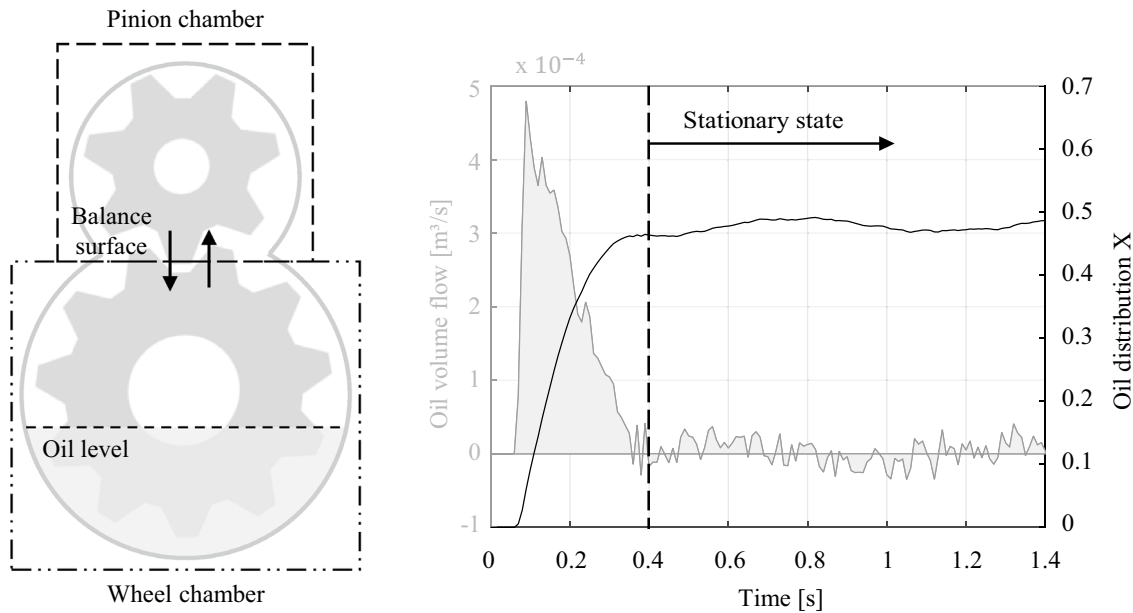 Pinion chamber
Balance
surface
Oil level
Wheel chamber
x 10⁻⁴
Oil volume flow [m³/s]
5
4
3
2
1
0
-1
Stationary state
0.7
0.6
0.5
0.4
0.3
0.2
0.1
0
Oil distribution X
0 0.2 0.4 0.6 0.8 1 1.2 1.4
Time [s]